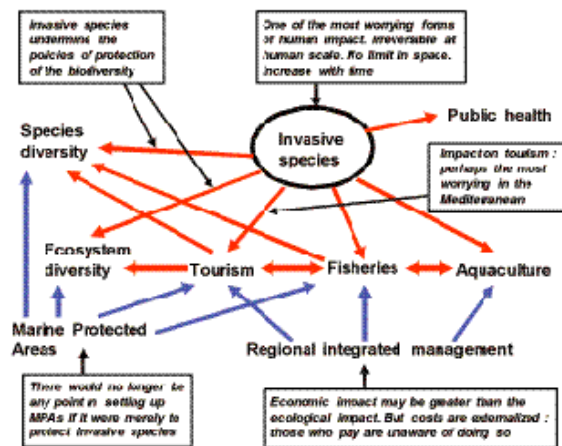 Invasive species
undermine the
policies of protection
of the biodiversity
One of the most worrying forms
of human impact. Irreversible at
human scale. No limit in space.
Increase with time
Public health
Species
diversity
Invasive
species
Impact on tourism :
perhaps the most
worrying in the
Mediterranean
Ecosystem
diversity
Tourism
Fisheries
Aquaculture
Marine Protected
Areas
Regional integrated management
There would no longer be
any point in setting up
MPAs if it were merely to
protect invasive species
Economic impact may be greater than the
ecological impact. But costs are externalized :
those who pay are unaware of doing so